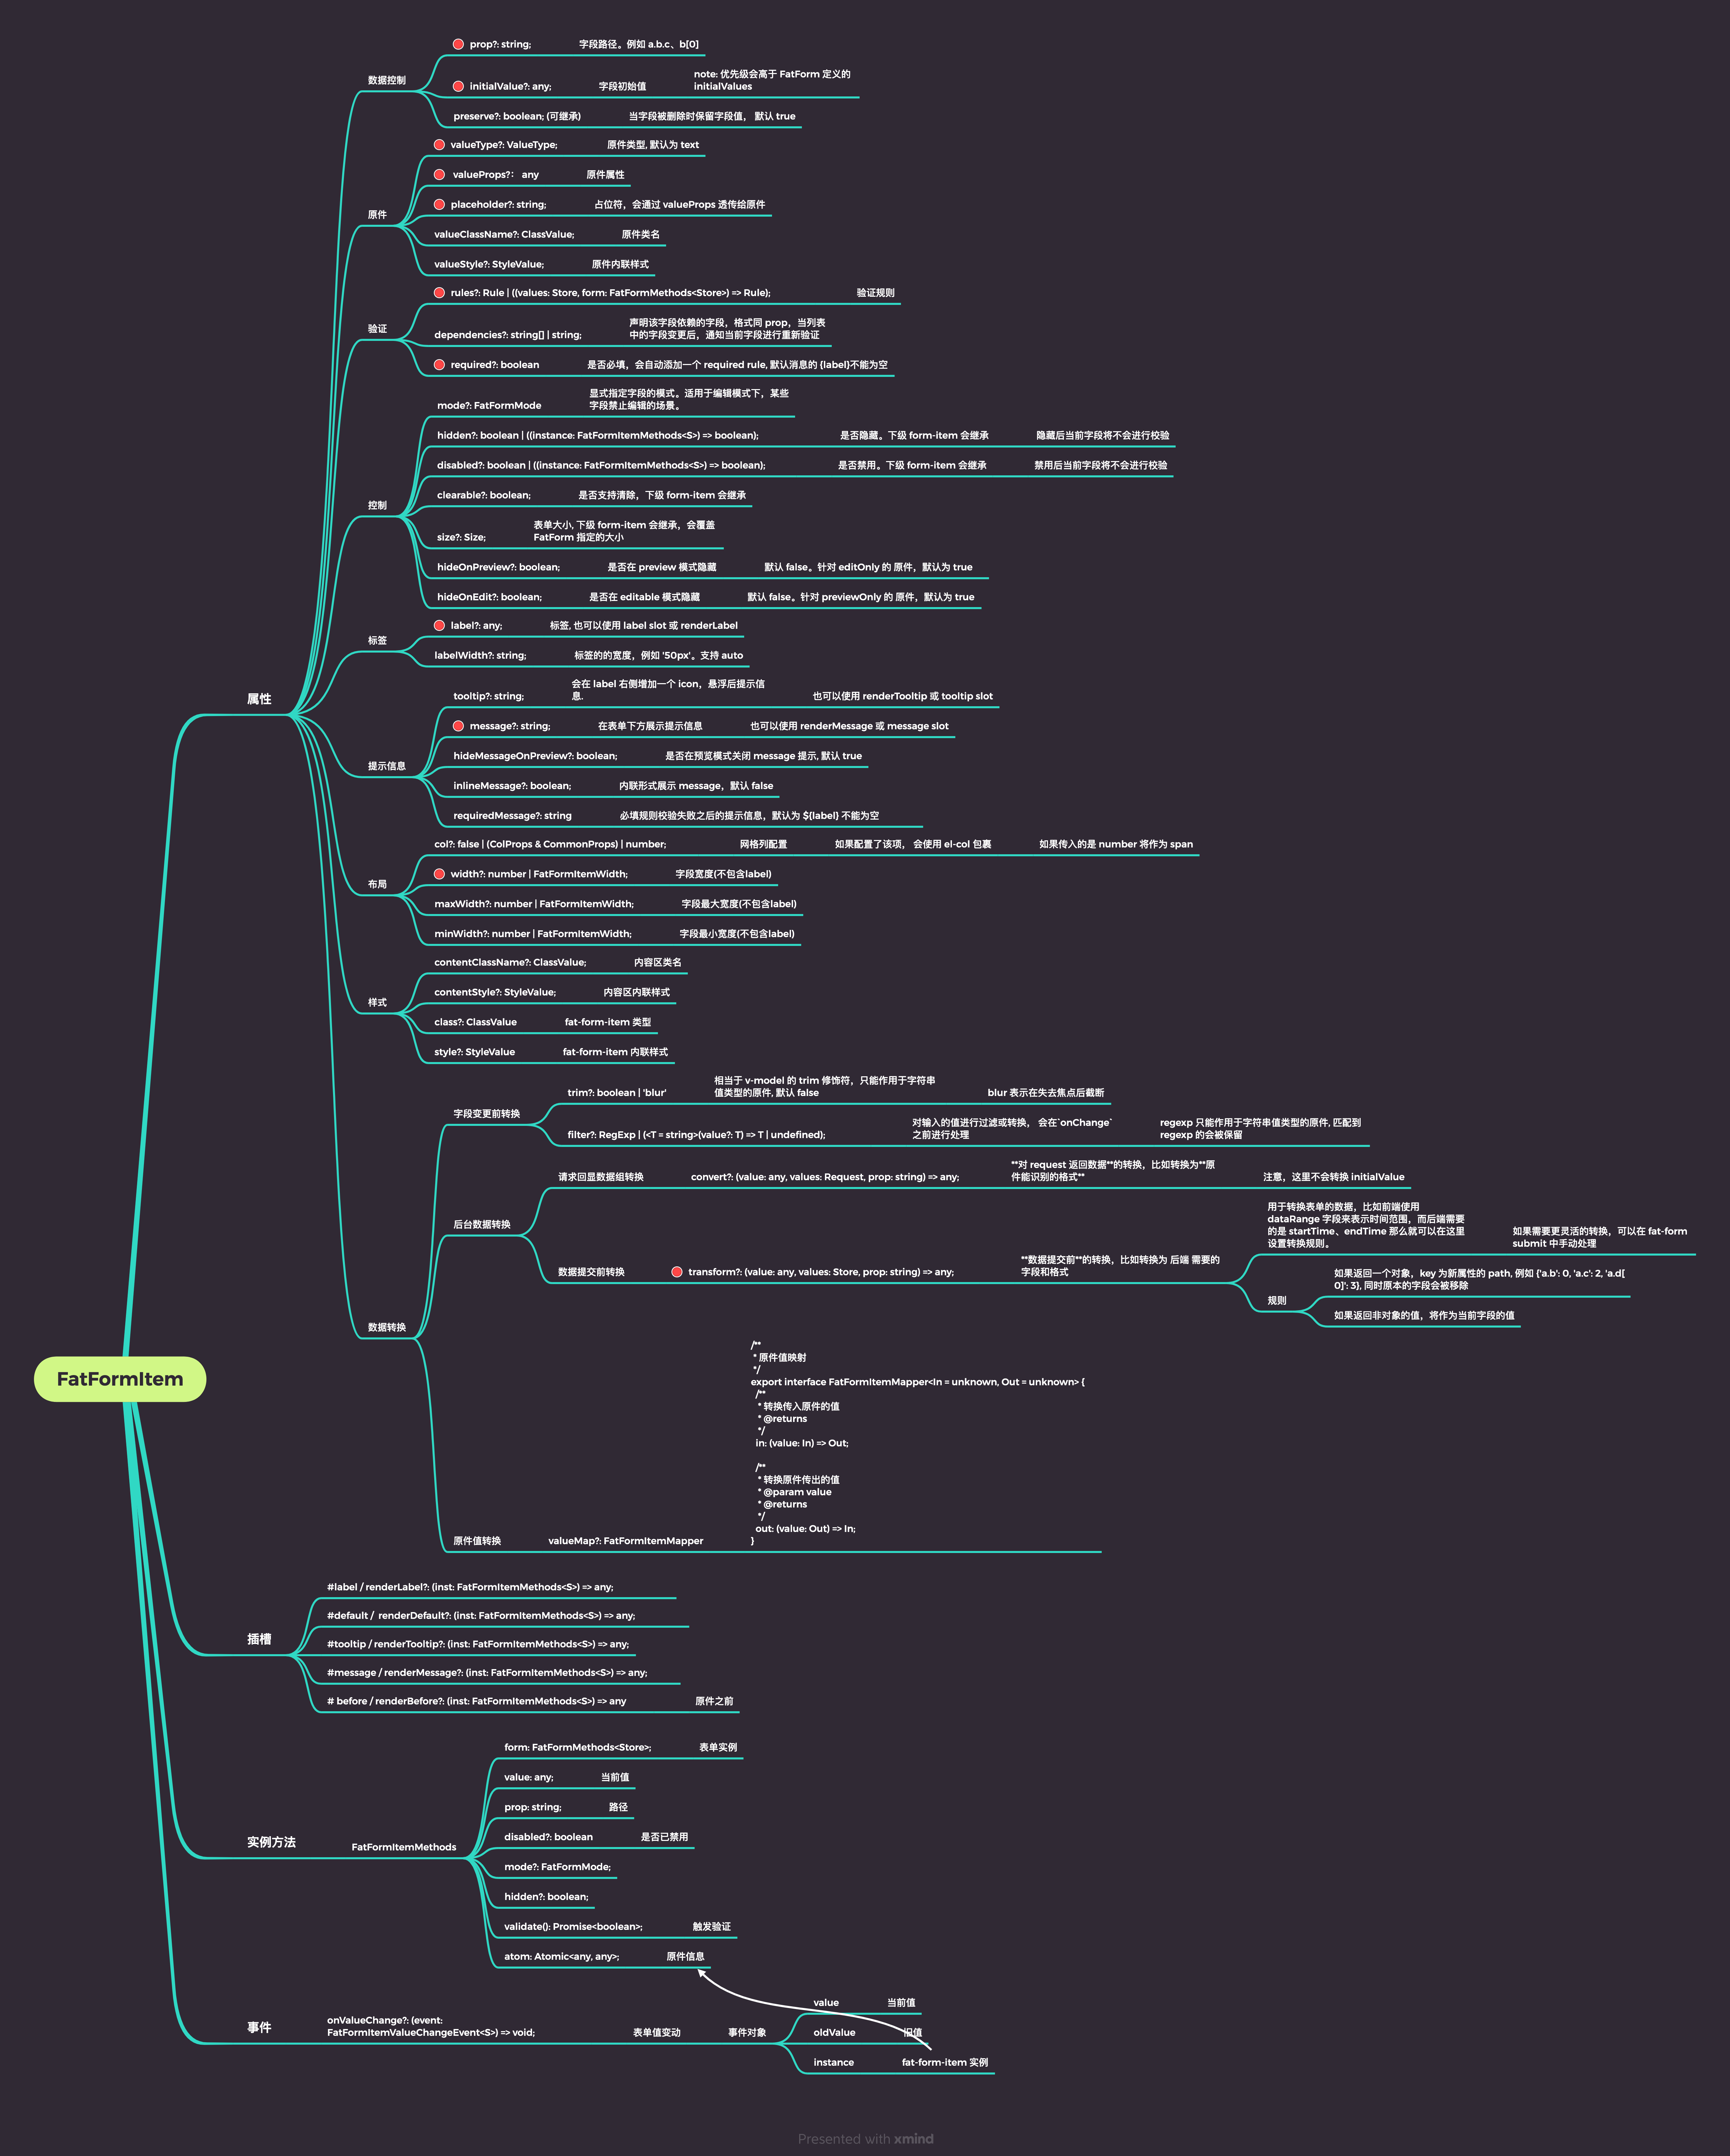 FatFormItem
属性
数据控制
prop?: string;
字段路径。例如 a.b.c、b[0]
initialValue?: any;
字段初始值
note: 优先级会高于 FatForm 定义的
initialValues
preserve?: boolean; (可继承)
当字段被删除时保留字段值， 默认 true
原件
valueType?: ValueType;
原件类型, 默认为 text
valueProps?： any
原件属性
placeholder?: string;
占位符，会通过 valueProps 透传给原件
valueClassName?: ClassValue;
原件类名
valueStyle?: StyleValue;
原件内联样式
验证
rules?: Rule | ((values: Store, form: FatFormMethods<Store>) => Rule);
验证规则
dependencies?: string[] | string;
声明该字段依赖的字段，格式同 prop，当列表
中的字段变更后，通知当前字段进行重新验证
required?: boolean
是否必填，会自动添加一个 required rule, 默认消息的 {label}不能为空
控制
mode?: FatFormMode
显式指定字段的模式。适用于编辑模式下，某些
字段禁止编辑的场景。
hidden?: boolean | ((instance: FatFormItemMethods<S>) => boolean);
是否隐藏。下级 form-item 会继承
隐藏后当前字段将不会进行校验
disabled?: boolean | ((instance: FatFormItemMethods<S>) => boolean);
是否禁用。下级 form-item 会继承
禁用后当前字段将不会进行校验
clearable?: boolean;
是否支持清除，下级 form-item 会继承
size?: Size;
表单大小, 下级 form-item 会继承，会覆盖
FatForm 指定的大小
hideOnPreview?: boolean;
是否在 preview 模式隐藏
默认 false。针对 editOnly 的 原件，默认为 true
hideOnEdit?: boolean;
是否在 editable 模式隐藏
默认 false。针对 previewOnly 的 原件，默认为 true
标签
label?: any;
标签, 也可以使用 label slot 或 renderLabel
labelWidth?: string;
标签的的宽度，例如 '50px'。支持 auto
提示信息
tooltip?: string;
会在 label 右侧增加一个 icon，悬浮后提示信
息.
也可以使用 renderTooltip 或 tooltip slot
message?: string;
在表单下方展示提示信息
也可以使用 renderMessage 或 message slot
hideMessageOnPreview?: boolean;
是否在预览模式关闭 message 提示, 默认 true
inlineMessage?: boolean;
内联形式展示 message，默认 false
requiredMessage?: string
必填规则校验失败之后的提示信息，默认为 ${label} 不能为空
布局
col?: false | (ColProps & CommonProps) | number;
网格列配置
如果配置了该项， 会使用 el-col 包裹
如果传入的是 number 将作为 span
width?: number | FatFormItemWidth;
字段宽度(不包含label)
maxWidth?: number | FatFormItemWidth;
字段最大宽度(不包含label)
minWidth?: number | FatFormItemWidth;
字段最小宽度(不包含label)
样式
contentClassName?: ClassValue;
内容区类名
contentStyle?: StyleValue;
内容区内联样式
class?: ClassValue
fat-form-item 类型
style?: StyleValue
fat-form-item 内联样式
数据转换
字段变更前转换
trim?: boolean | 'blur'
相当于 v-model 的 trim 修饰符，只能作用于字符串
值类型的原件, 默认 false
blur 表示在失去焦点后截断
filter?: RegExp | (<T = string>(value?: T) => T | undefined);
对输入的值进行过滤或转换， 会在`onChange`
之前进行处理
regexp 只能作用于字符串值类型的原件, 匹配到
regexp 的会被保留
后台数据转换
请求回显数据组转换
convert?: (value: any, values: Request, prop: string) => any;
**对 request 返回数据**的转换，比如转换为**原
件能识别的格式**
注意，这里不会转换 initialValue
数据提交前转换
transform?: (value: any, values: Store, prop: string) => any;
**数据提交前**的转换，比如转换为 后端 需要的
字段和格式
用于转换表单的数据，比如前端使用
dataRange 字段来表示时间范围，而后端需要
的是 startTime、endTime 那么就可以在这里
设置转换规则。
如果需要更灵活的转换，可以在 fat-form
submit 中手动处理
规则
如果返回一个对象，key 为新属性的 path, 例如 {'a.b': 0, 'a.c': 2, 'a.d[
0]': 3}, 同时原本的字段会被移除
如果返回非对象的值，将作为当前字段的值
原件值转换
valueMap?: FatFormItemMapper
/**
* 原件值映射
*/
export interface FatFormItemMapper<In = unknown, Out = unknown> {
/**
* 转换传入原件的值
* @returns
*/
in: (value: In) => Out;
/**
* 转换原件传出的值
* @param value
* @returns
*/
out: (value: Out) => In;
}
插槽
#label / renderLabel?: (inst: FatFormItemMethods<S>) => any;
#default /  renderDefault?: (inst: FatFormItemMethods<S>) => any;
#tooltip / renderTooltip?: (inst: FatFormItemMethods<S>) => any;
#message / renderMessage?: (inst: FatFormItemMethods<S>) => any;
# before / renderBefore?: (inst: FatFormItemMethods<S>) => any
原件之前
实例方法
FatFormItemMethods
form: FatFormMethods<Store>;
表单实例
value: any;
当前值
prop: string;
路径
disabled?: boolean
是否已禁用
mode?: FatFormMode;
hidden?: boolean;
validate(): Promise<boolean>;
触发验证
atom: Atomic<any, any>;
原件信息
事件
onValueChange?: (event:
FatFormItemValueChangeEvent<S>) => void;
表单值变动
事件对象
value
当前值
oldValue
旧值
instance
fat-form-item 实例
Presented with xmind